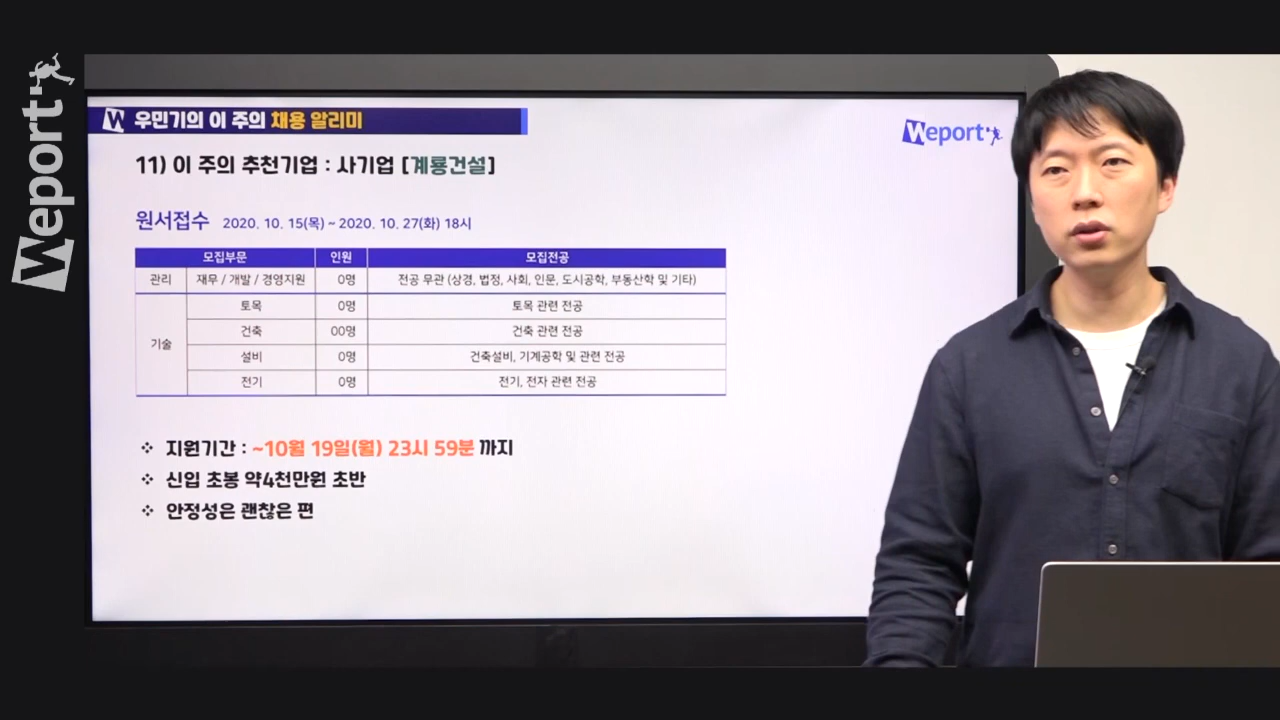 Weport
우민기의 이 주의 채용 알리미
Weport
11) 이 주의 추천기업 : 사기업 [계룡건설]
원서접수 2020. 10. 15(목) ~ 2020. 10. 27(화) 18시
모집부문 인원 모집전공
관리 재무 / 개발 / 경영지원 0명 전공 무관 (상경, 법정, 사회, 인문, 도시공학, 부동산학 및 기타)
기술 토목 0명 토목 관련 전공
건축 00명 건축 관련 전공
설비 0명 건축설비, 기계공학 및 관련 전공
전기 0명 전기, 전자 관련 전공
❖ 지원기간 : ~10월 19일(월) 23시 59분 까지
❖ 신입 초봉 약4천만원 초반
❖ 안정성은 괜찮은 편